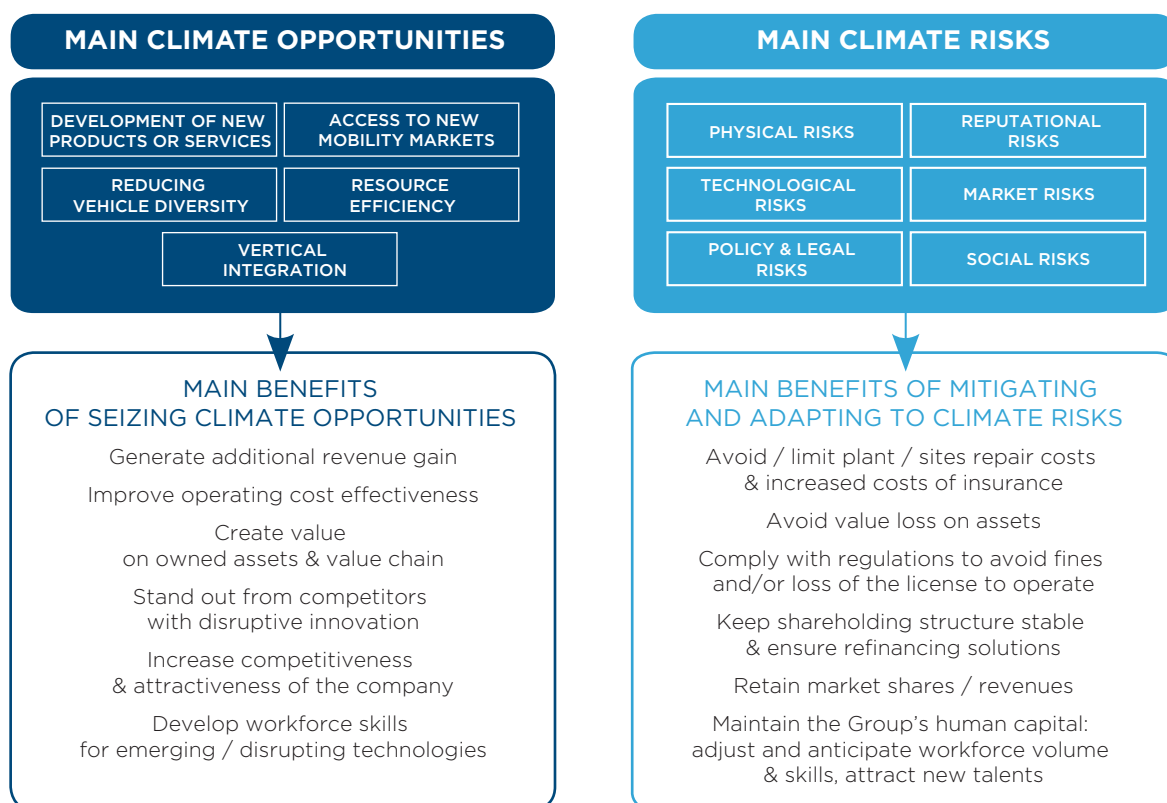 MAIN CLIMATE OPPORTUNITIES
DEVELOPMENT OF NEW
PRODUCTS OR SERVICES
ACCESS TO NEW
MOBILITY MARKETS
REDUCING
VEHICLE DIVERSITY
RESOURCE
EFFICIENCY
VERTICAL
INTEGRATION
MAIN BENEFITS
OF SEIZING CLIMATE OPPORTUNITIES
Generate additional revenue gain
Improve operating cost effectiveness
Create value
on owned assets & value chain
Stand out from competitors
with disruptive innovation
Increase competitiveness
& attractiveness of the company
Develop workforce skills
for emerging / disrupting technologies
MAIN CLIMATE RISKS
PHYSICAL RISKS
REPUTATIONAL
RISKS
TECHNOLOGICAL
RISKS
MARKET RISKS
POLICY & LEGAL
RISKS
SOCIAL RISKS
MAIN BENEFITS OF MITIGATING
AND ADAPTING TO CLIMATE RISKS
Avoid / limit plant / sites repair costs
& increased costs of insurance
Avoid value loss on assets
Comply with regulations to avoid fines
and/or loss of the license to operate
Keep shareholding structure stable
& ensure refinancing solutions
Retain market shares / revenues
Maintain the Group's human capital:
adjust and anticipate workforce volume
& skills, attract new talents